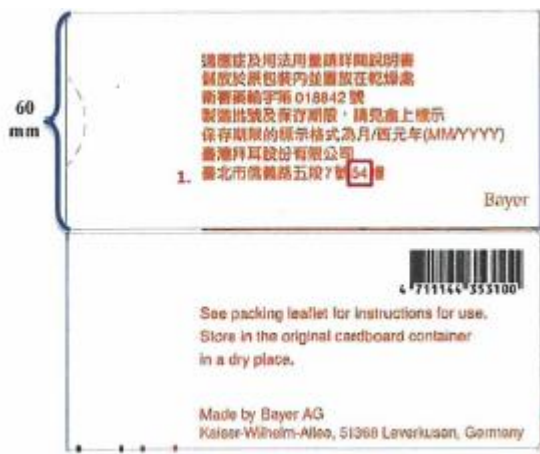 60
mm
適應症及用法用量請詳閱說明書
儲放於原包裝內並置放在乾燥處
衛署藥輸字第 018842 號
製造批號及保存期限，請見盒上標示
保存期限的標示格式為月/西元年(MM/YYYY)
臺灣拜耳股份有限公司
1. 臺北市信義路五段7號54樓
Bayer
4 711144 353100
See packing leaflet for instructions for use.
Store in the original cardboard container
in a dry place.
Made by Bayer AG
Kaiser-Wilhelm-Allee, 51368 Leverkusen, Germany